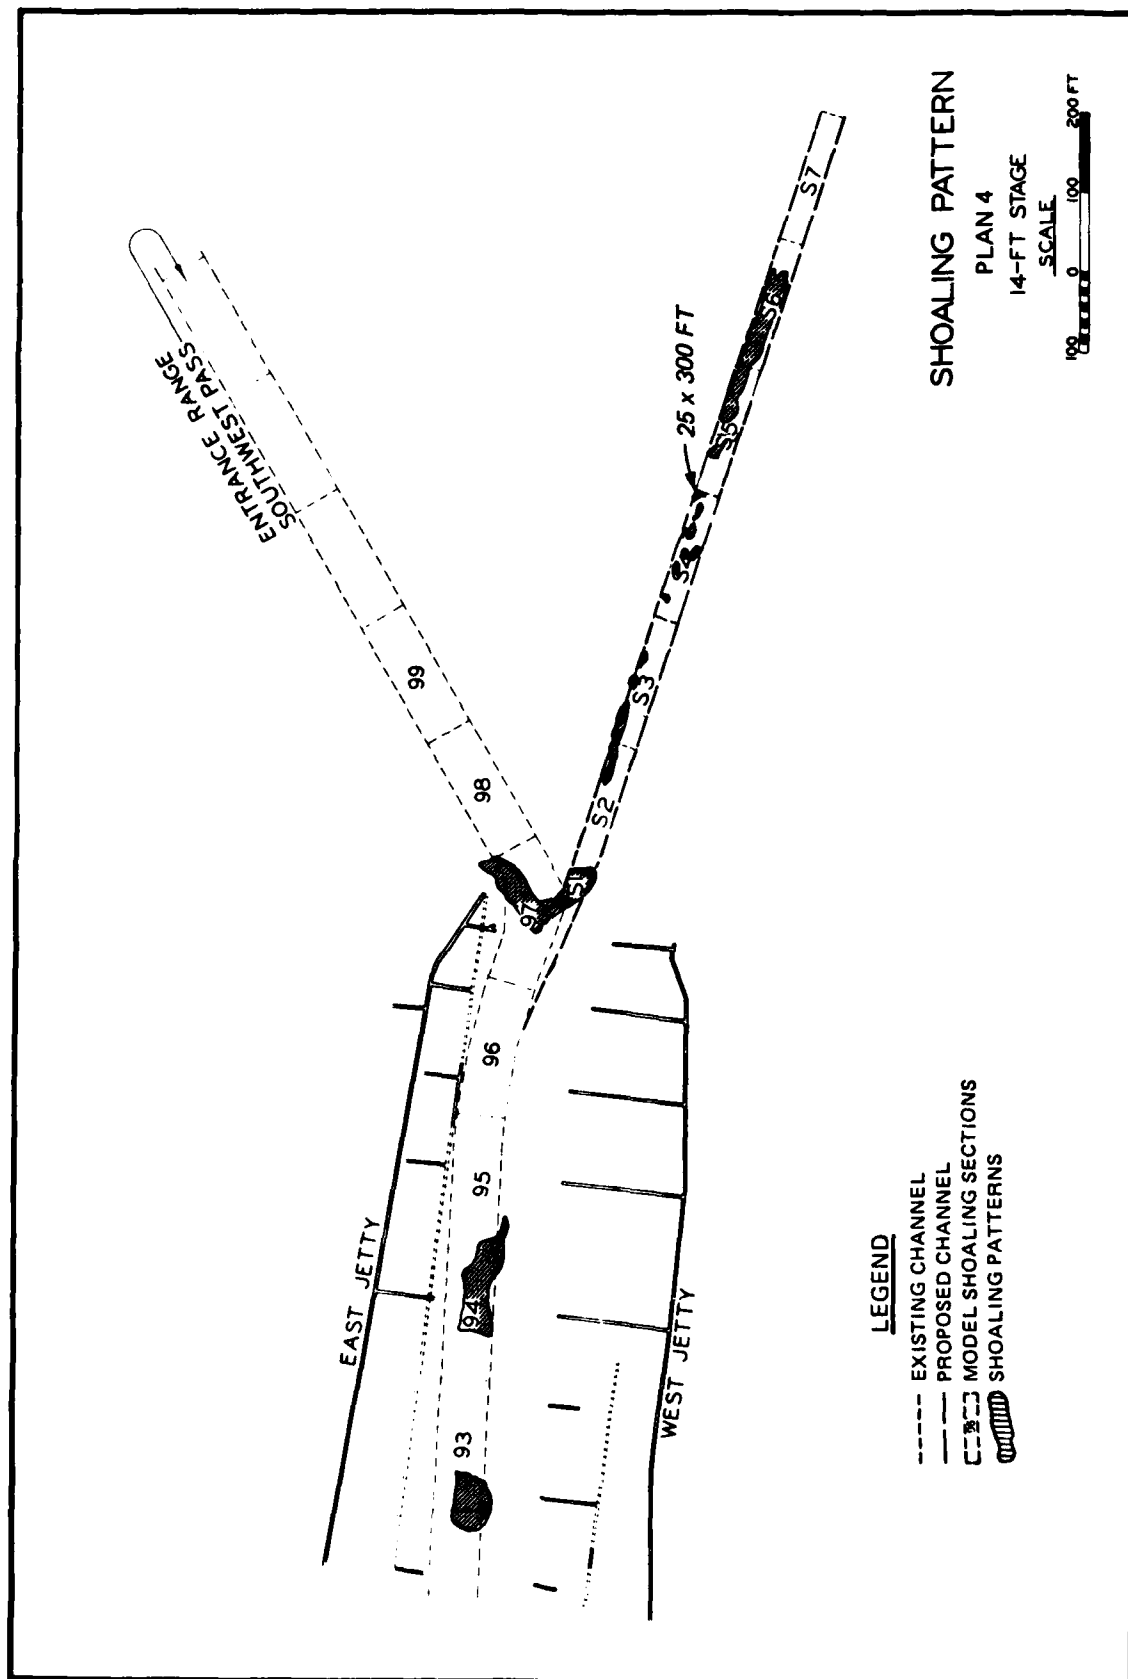 SHOALING PATTERN
PLAN 4
14-FT STAGE
SCALE
100 0 100 200 FT
ENTRANCE RANGE
SOUTHWEST PASS
25 x 300 FT
EAST JETTY
WEST JETTY
93
94
95
96
97
98
99
S1
S2
S3
S4
S5
S6
S7
LEGEND
EXISTING CHANNEL
PROPOSED CHANNEL
MODEL SHOALING SECTIONS
SHOALING PATTERNS